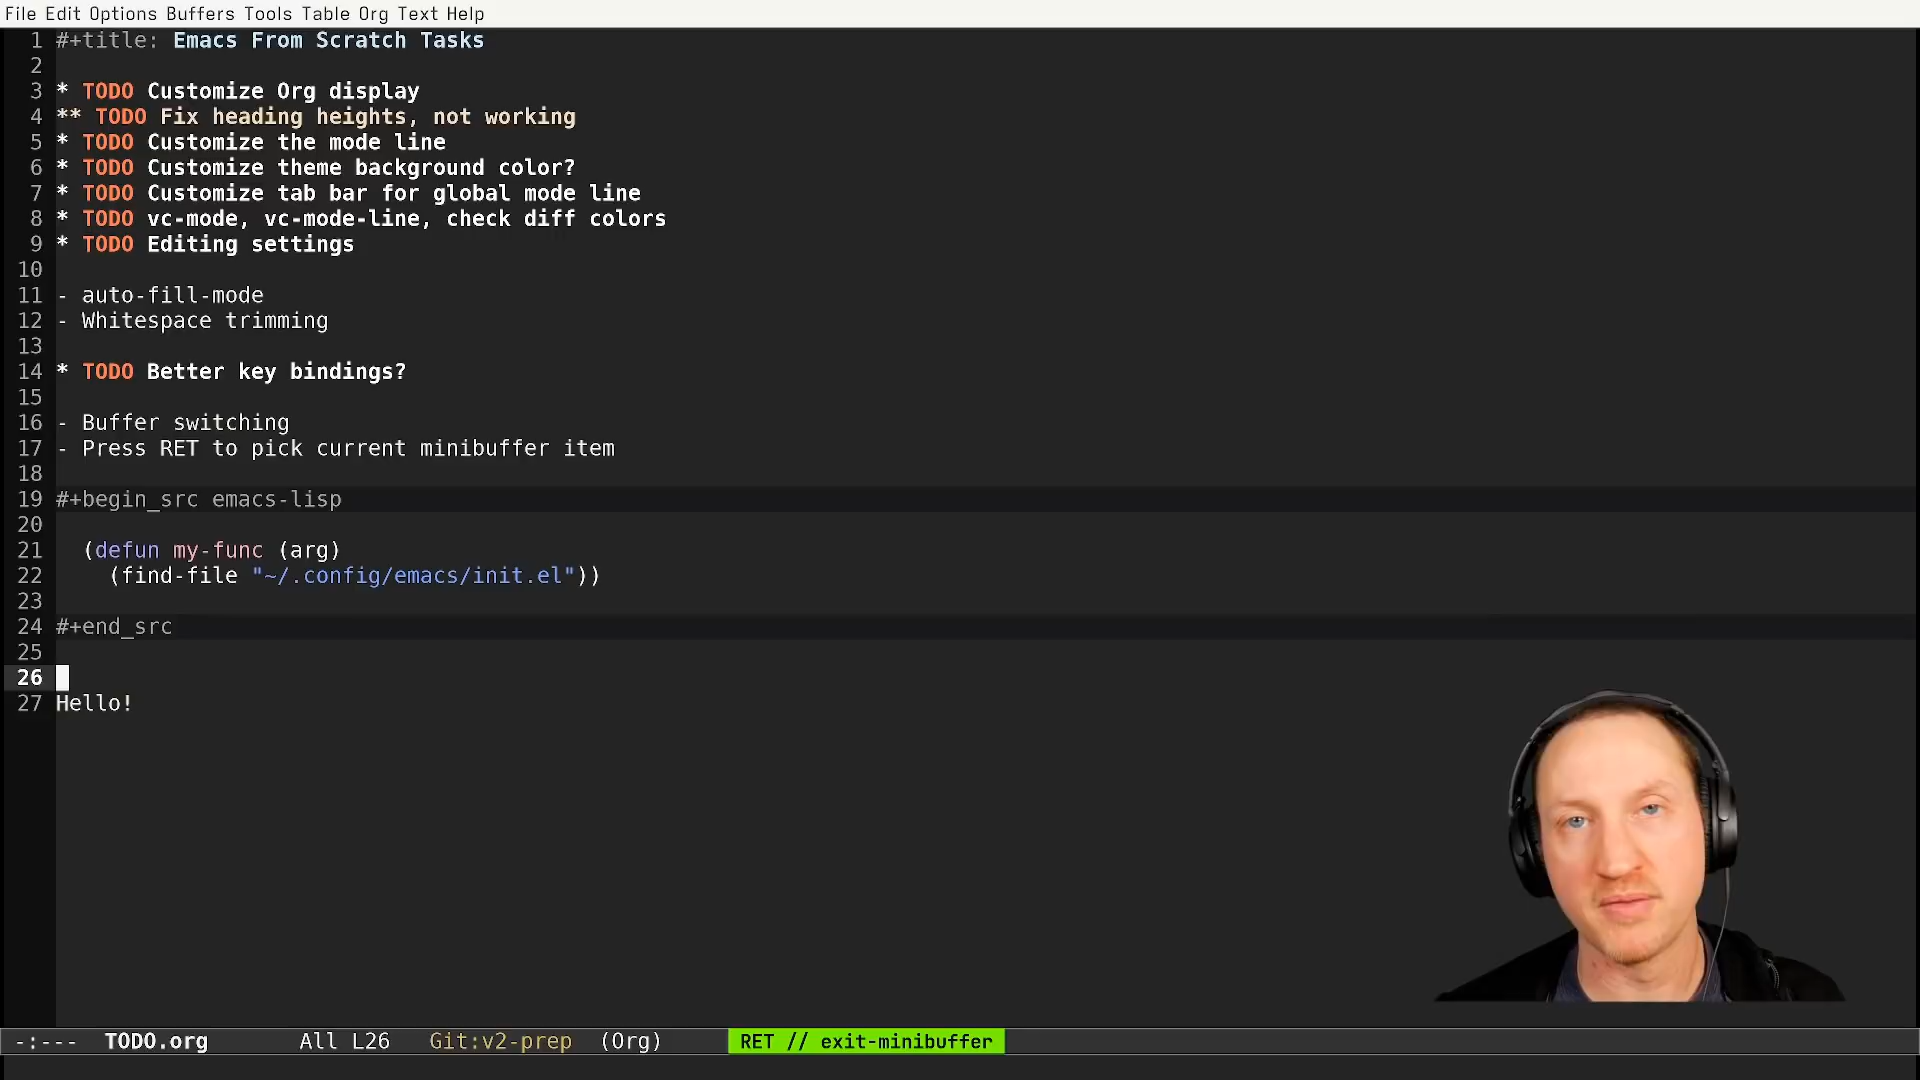 File Edit Options Buffers Tools Table Org Text Help
1 #+title: Emacs From Scratch Tasks
2
3 * TODO Customize Org display
4 ** TODO Fix heading heights, not working
5 * TODO Customize the mode line
6 * TODO Customize theme background color?
7 * TODO Customize tab bar for global mode line
8 * TODO vc-mode, vc-mode-line, check diff colors
9 * TODO Editing settings
10
11 - auto-fill-mode
12 - Whitespace trimming
13
14 * TODO Better key bindings?
15
16 - Buffer switching
17 - Press RET to pick current minibuffer item
18
19 #+begin_src emacs-lisp
20
21   (defun my-func (arg)
22     (find-file "~/.config/emacs/init.el"))
23
24 #+end_src
25
26
27 Hello!
-:--- TODO.org All L26 Git:v2-prep (Org) RET // exit-minibuffer